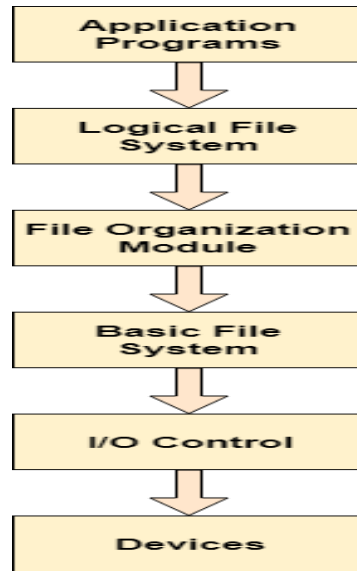 Application
Programs
Logical File
System
File Organization
Module
Basic File
System
I/O Control
Devices